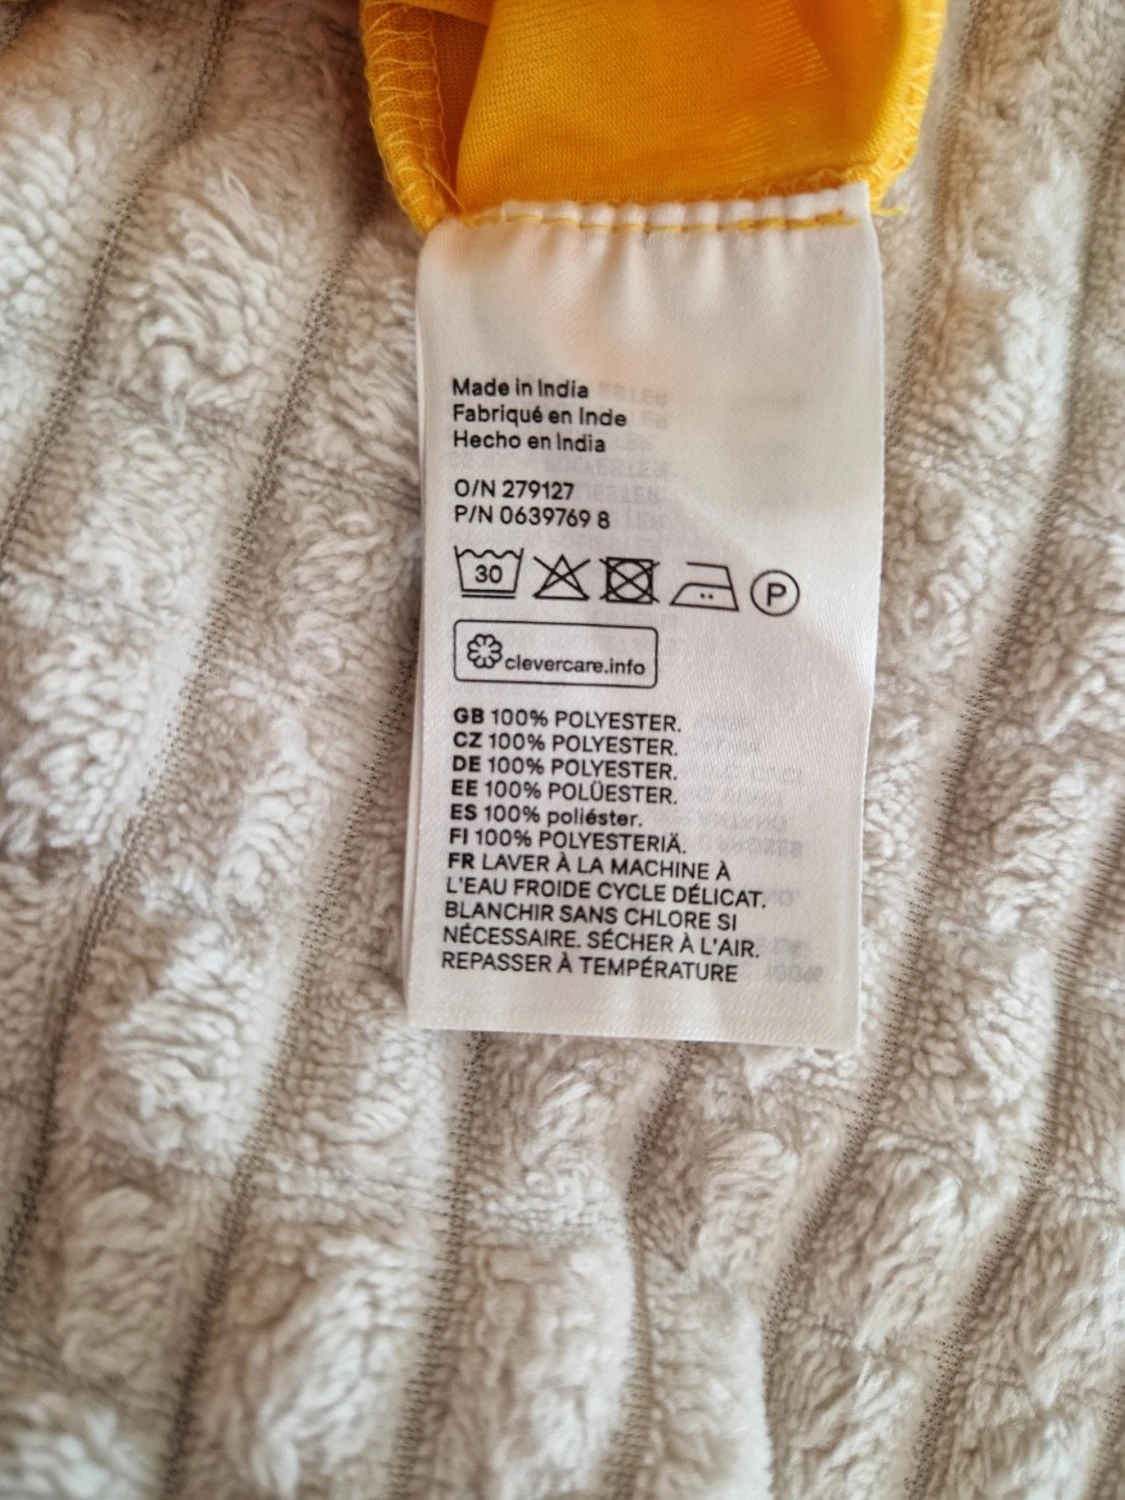 Made in India
Fabriqué en Inde
Hecho en India
O/N 279127
P/N 0639769 8
30
P
clevercare.info
GB 100% POLYESTER.
CZ 100% POLYESTER.
DE 100% POLYESTER.
EE 100% POLÜESTER.
ES 100% poliéster.
FI 100% POLYESTERIÄ.
FR LAVER À LA MACHINE À
L'EAU FROIDE CYCLE DÉLICAT.
BLANCHIR SANS CHLORE SI
NÉCESSAIRE. SÉCHER À L'AIR.
REPASSER À TEMPÉRATURE